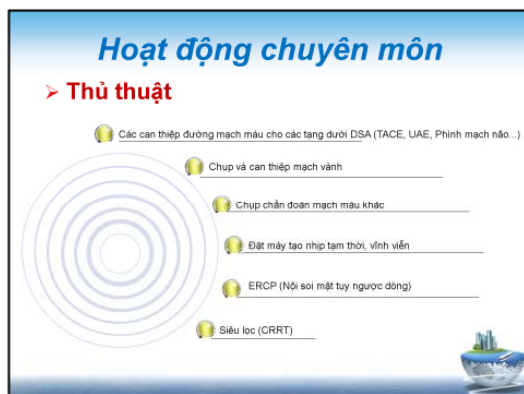 Hoạt động chuyên môn
Thủ thuật
Các can thiệp đường mạch máu cho các tạng dưới DSA (TACE, UAE, Phình mạch não...)
Chụp và can thiệp mạch vành
Chụp chẩn đoán mạch máu khác
Đặt máy tạo nhịp tạm thời, vĩnh viễn
ERCP (Nội soi mật tụy ngược dòng)
Siêu lọc (CRRT)